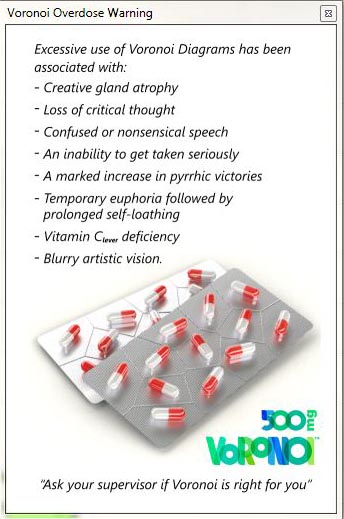 Voronoi Overdose Warning
Excessive use of Voronoi Diagrams has been
associated with:
- Creative gland atrophy
- Loss of critical thought
- Confused or nonsensical speech
- An inability to get taken seriously
- A marked increase in pyrrhic victories
- Temporary euphoria followed by
prolonged self-loathing
- Vitamin Clever deficiency
- Blurry artistic vision.
500mg
VORONOI™
"Ask your supervisor if Voronoi is right for you"